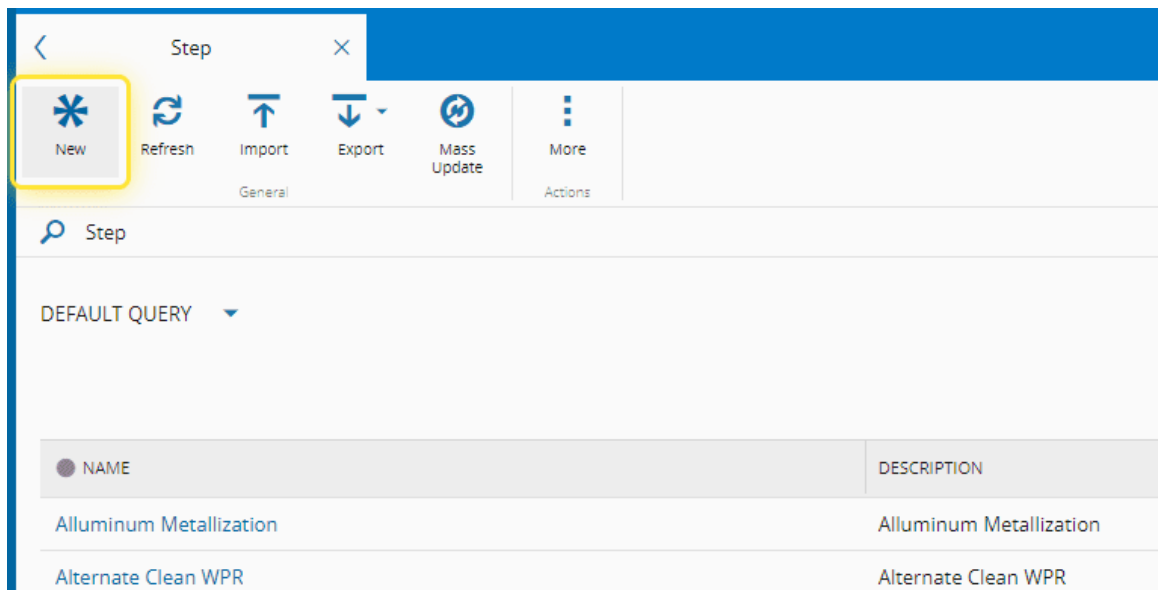 Step
New Refresh Import Export Mass Update More
General Actions
Step
DEFAULT QUERY
NAME DESCRIPTION
Alluminum Metallization Alluminum Metallization
Alternate Clean WPR Alternate Clean WPR